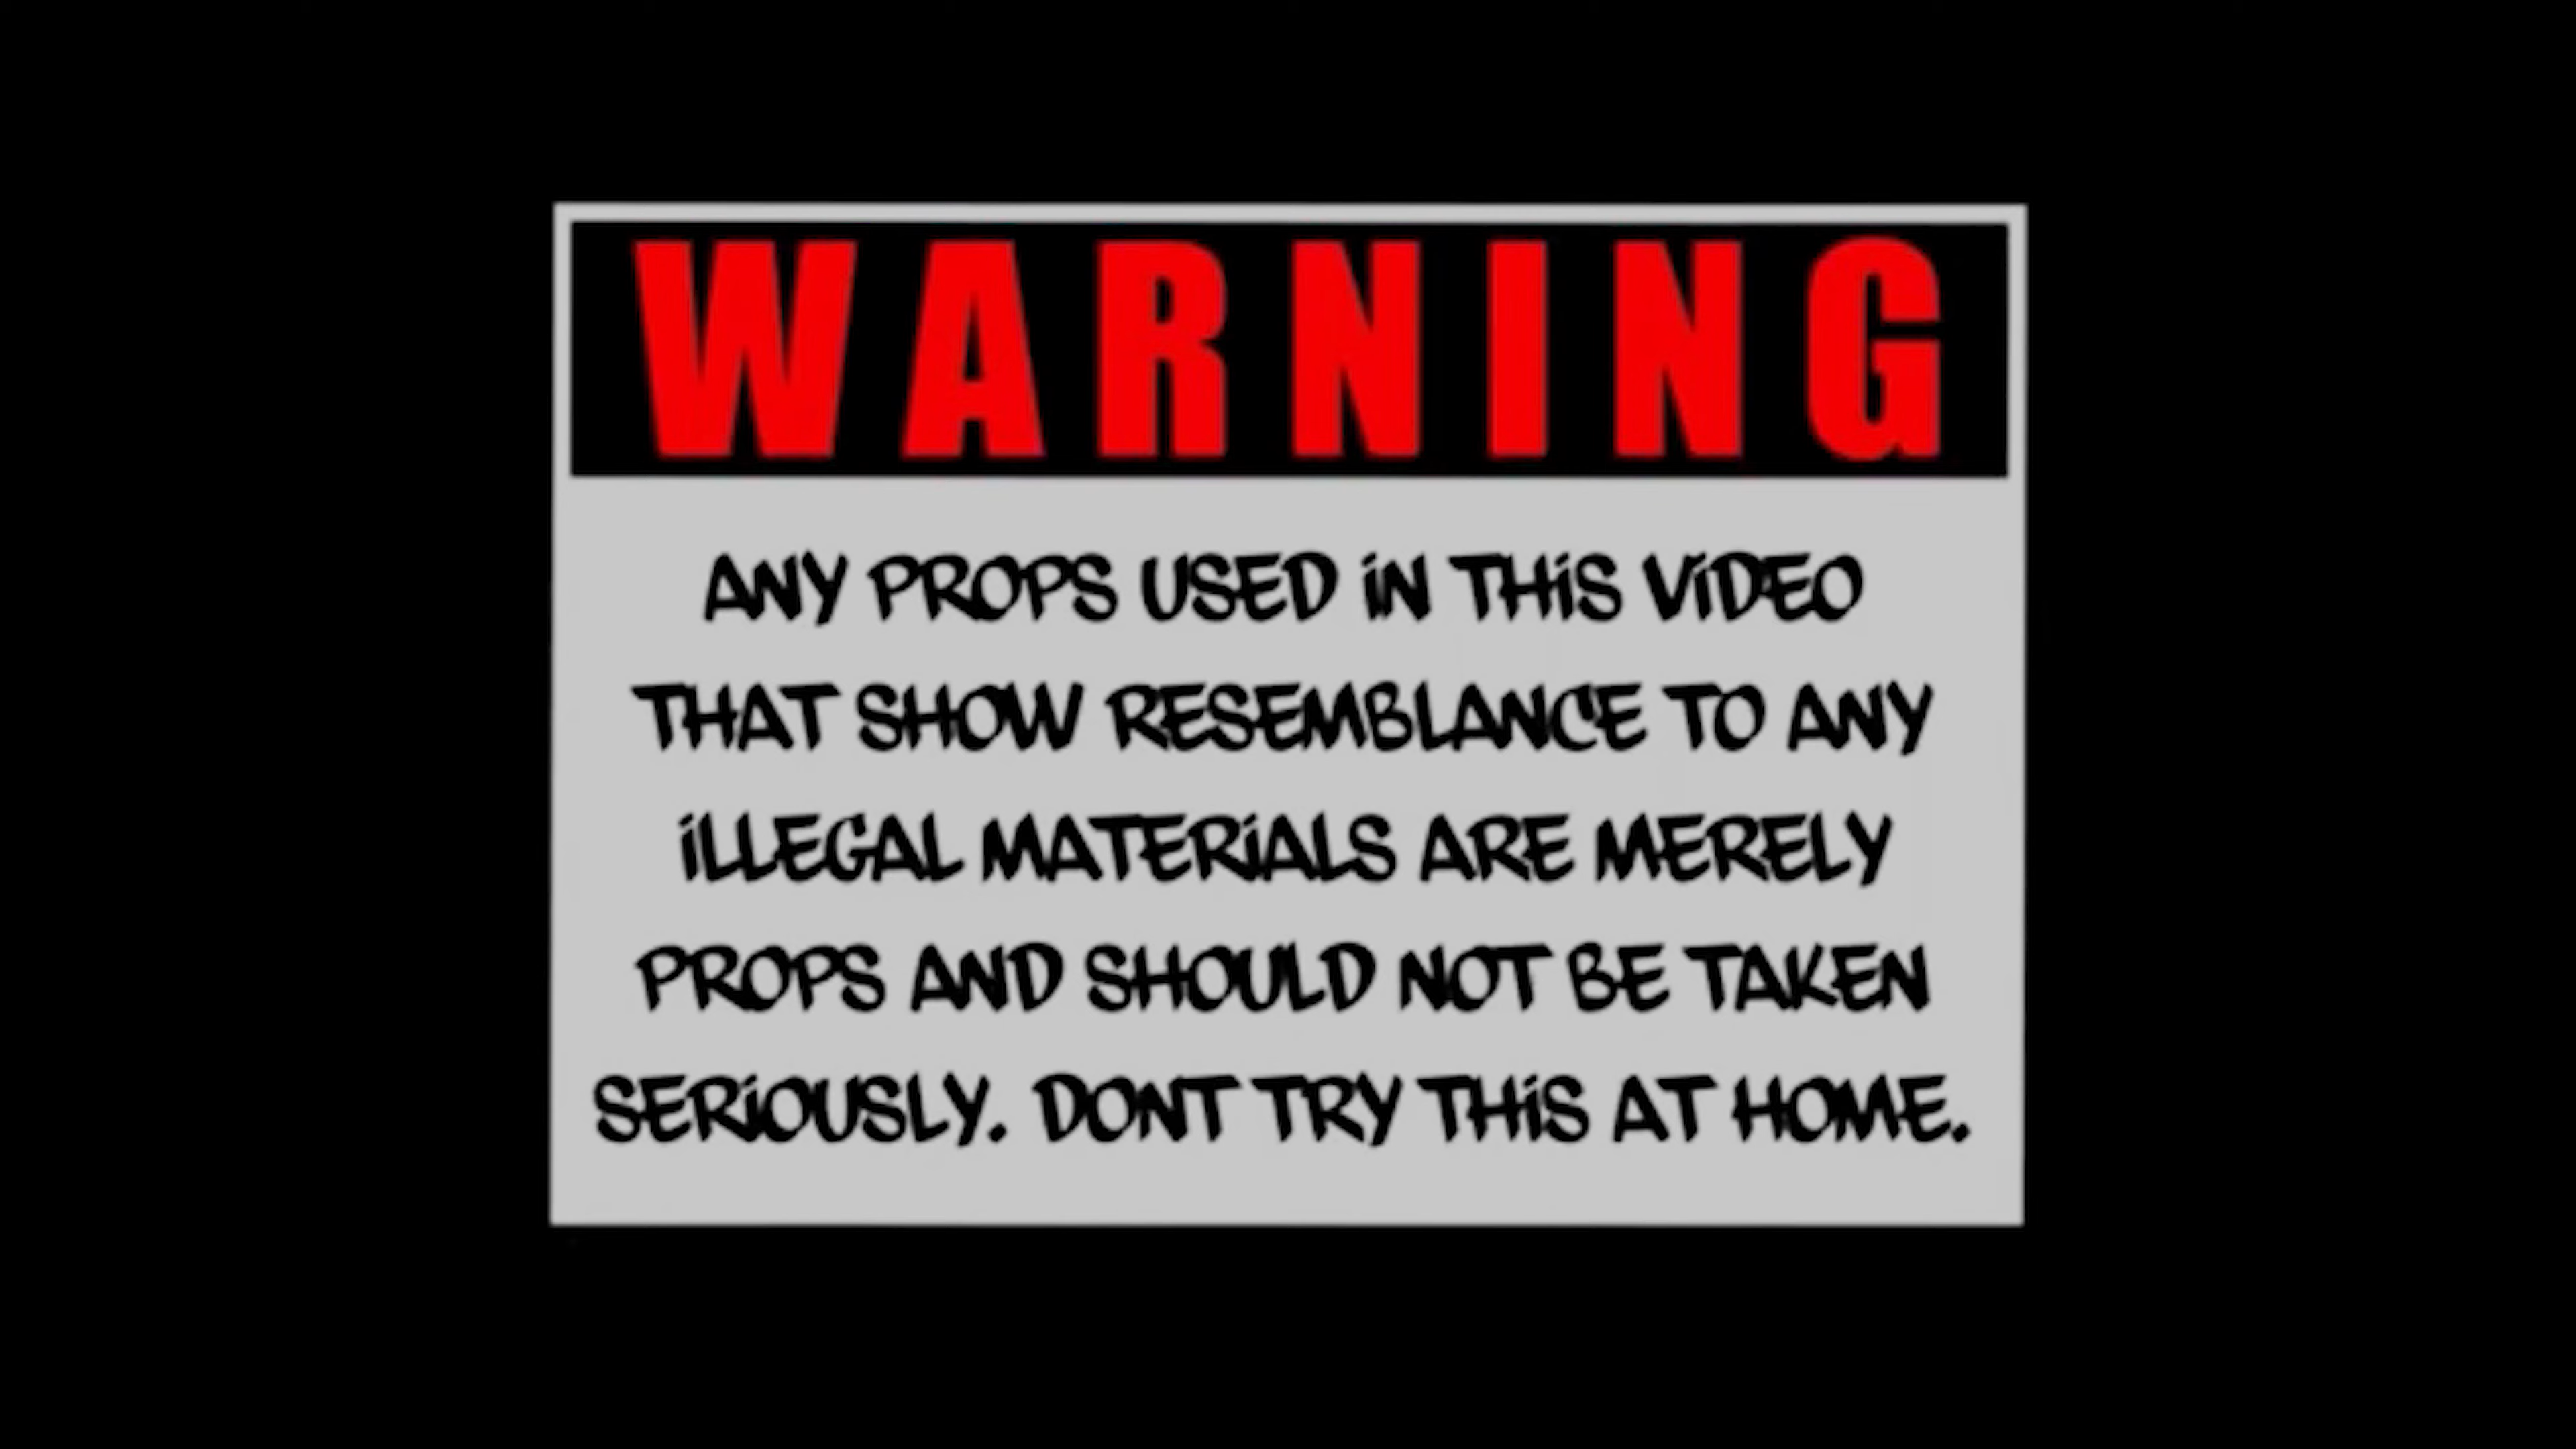 WARNING
ANY PROPS USED iN THiS ViDEO
THAT SHOW RESEMBLANCE TO ANY
iLLEGAL MATERiALS ARE MERELY
PROPS AND SHOULD NOT BE TAKEN
SERiOUSLY. DONT TRY THiS AT HOME.